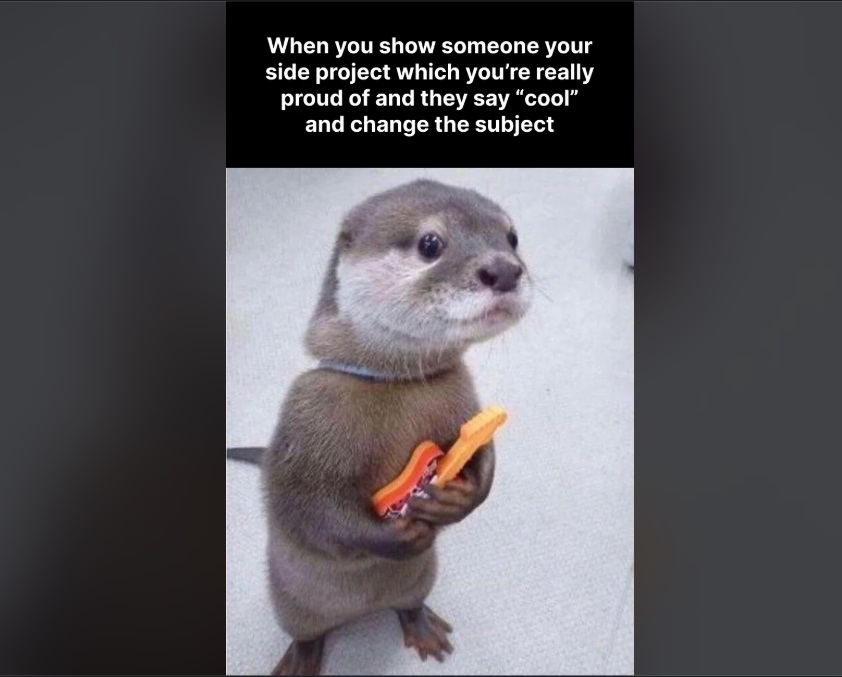 When you show someone your
side project which you’re really
proud of and they say “cool”
and change the subject